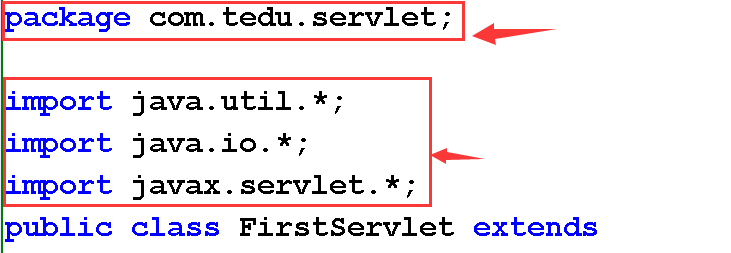 package com.tedu.servlet;
import java.util.*;
import java.io.*;
import javax.servlet.*;
public class FirstServlet extends